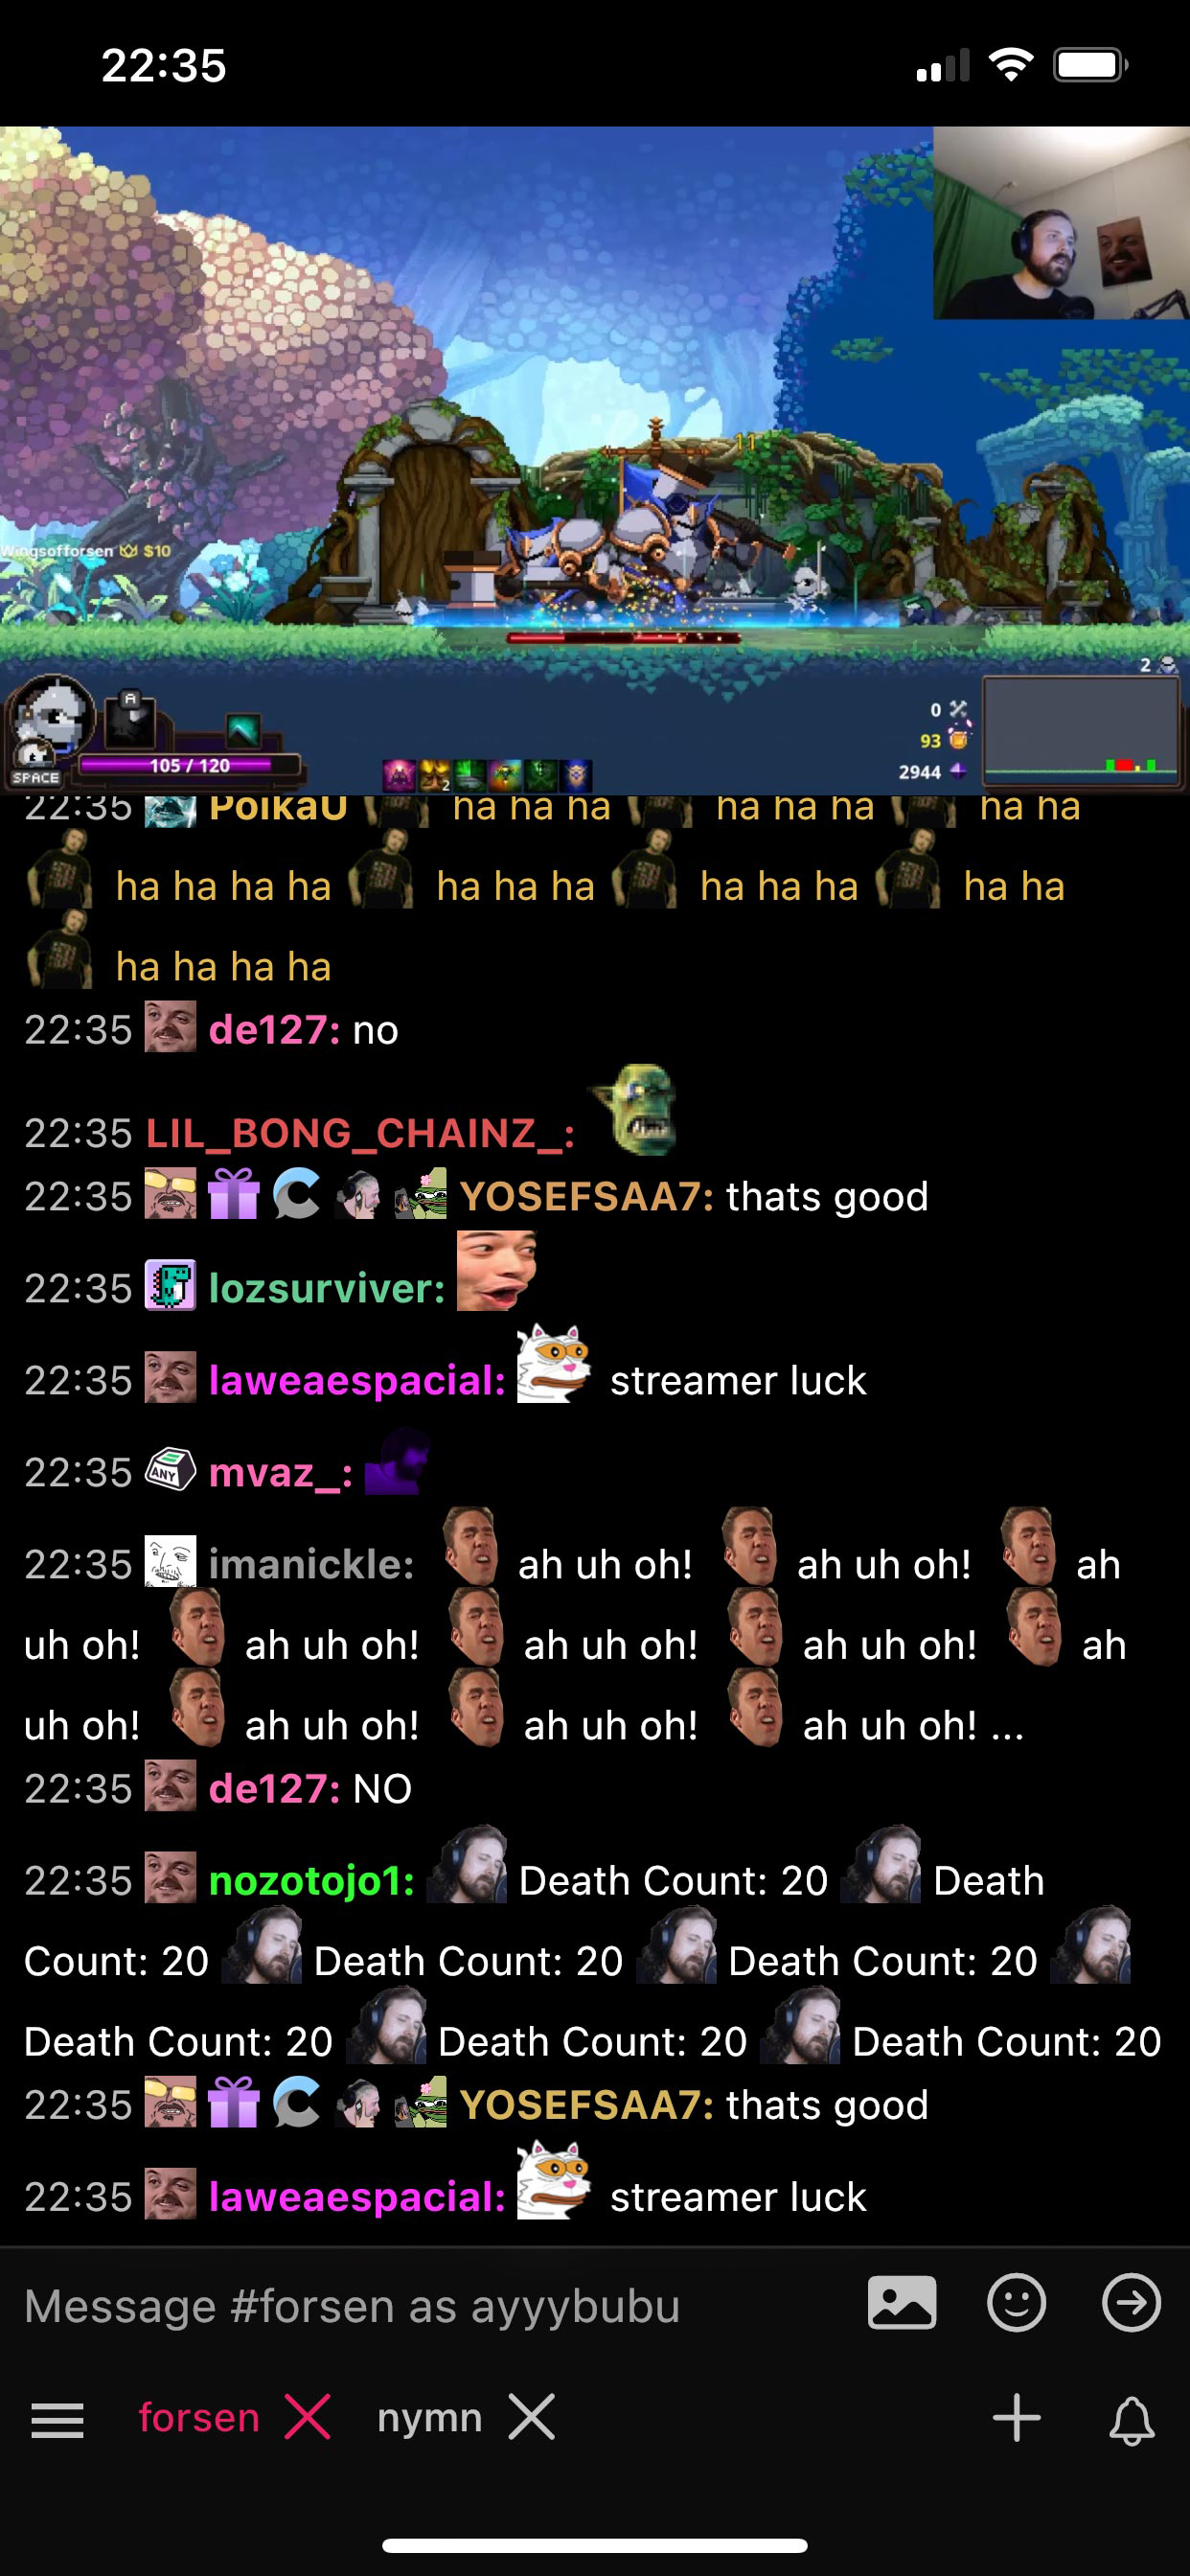 22:35
11
Wingsofforsen $10
A
105 / 120
SPACE
2
2
0
93
2944
22:35 PoikaU ha ha ha ha ha ha ha ha
ha ha ha ha ha ha ha ha ha ha ha ha
ha ha ha ha
22:35 de127: no
22:35 LIL_BONG_CHAINZ_:
22:35 YOSEFSAA7: thats good
22:35 lozsurviver:
22:35 laweaespacial: streamer luck
22:35 ANY mvaz_:
22:35 imanickle: ah uh oh! ah uh oh! ah
uh oh! ah uh oh! ah uh oh! ah uh oh! ah
uh oh! ah uh oh! ah uh oh! ah uh oh! ...
22:35 de127: NO
22:35 nozotojo1: Death Count: 20 Death
Count: 20 Death Count: 20 Death Count: 20
Death Count: 20 Death Count: 20 Death Count: 20
22:35 YOSEFSAA7: thats good
22:35 laweaespacial: streamer luck
Message #forsen as ayyybubu
forsen nymn